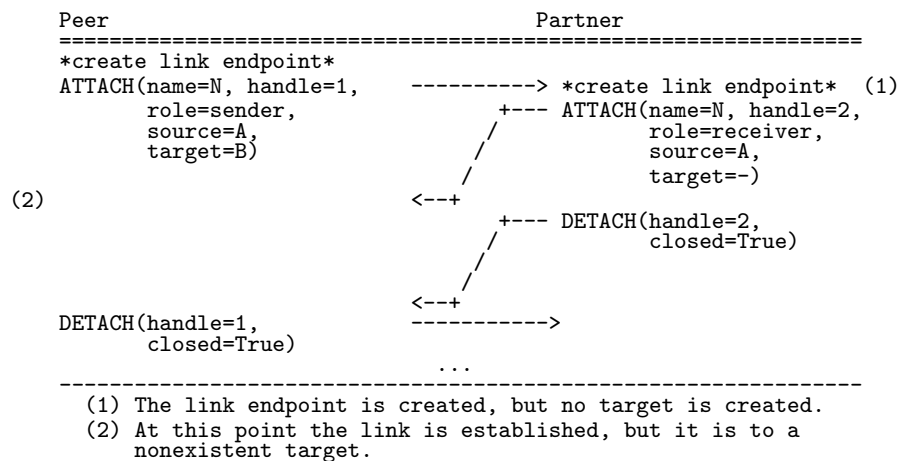 Peer                                   Partner
================================================================
*create link endpoint*
ATTACH(name=N, handle=1,    ----------> *create link endpoint*  (1)
       role=sender,                +--- ATTACH(name=N, handle=2,
       source=A,                  /            role=receiver,
       target=B)                 /             source=A,
                                /              target=-)
(2)                         <--+
                                   +--- DETACH(handle=2,
                                  /            closed=True)
                                 /
                                /
                            <--+
DETACH(handle=1,            ----------->
       closed=True)
                              ...
----------------------------------------------------------------
(1) The link endpoint is created, but no target is created.
(2) At this point the link is established, but it is to a
nonexistent target.